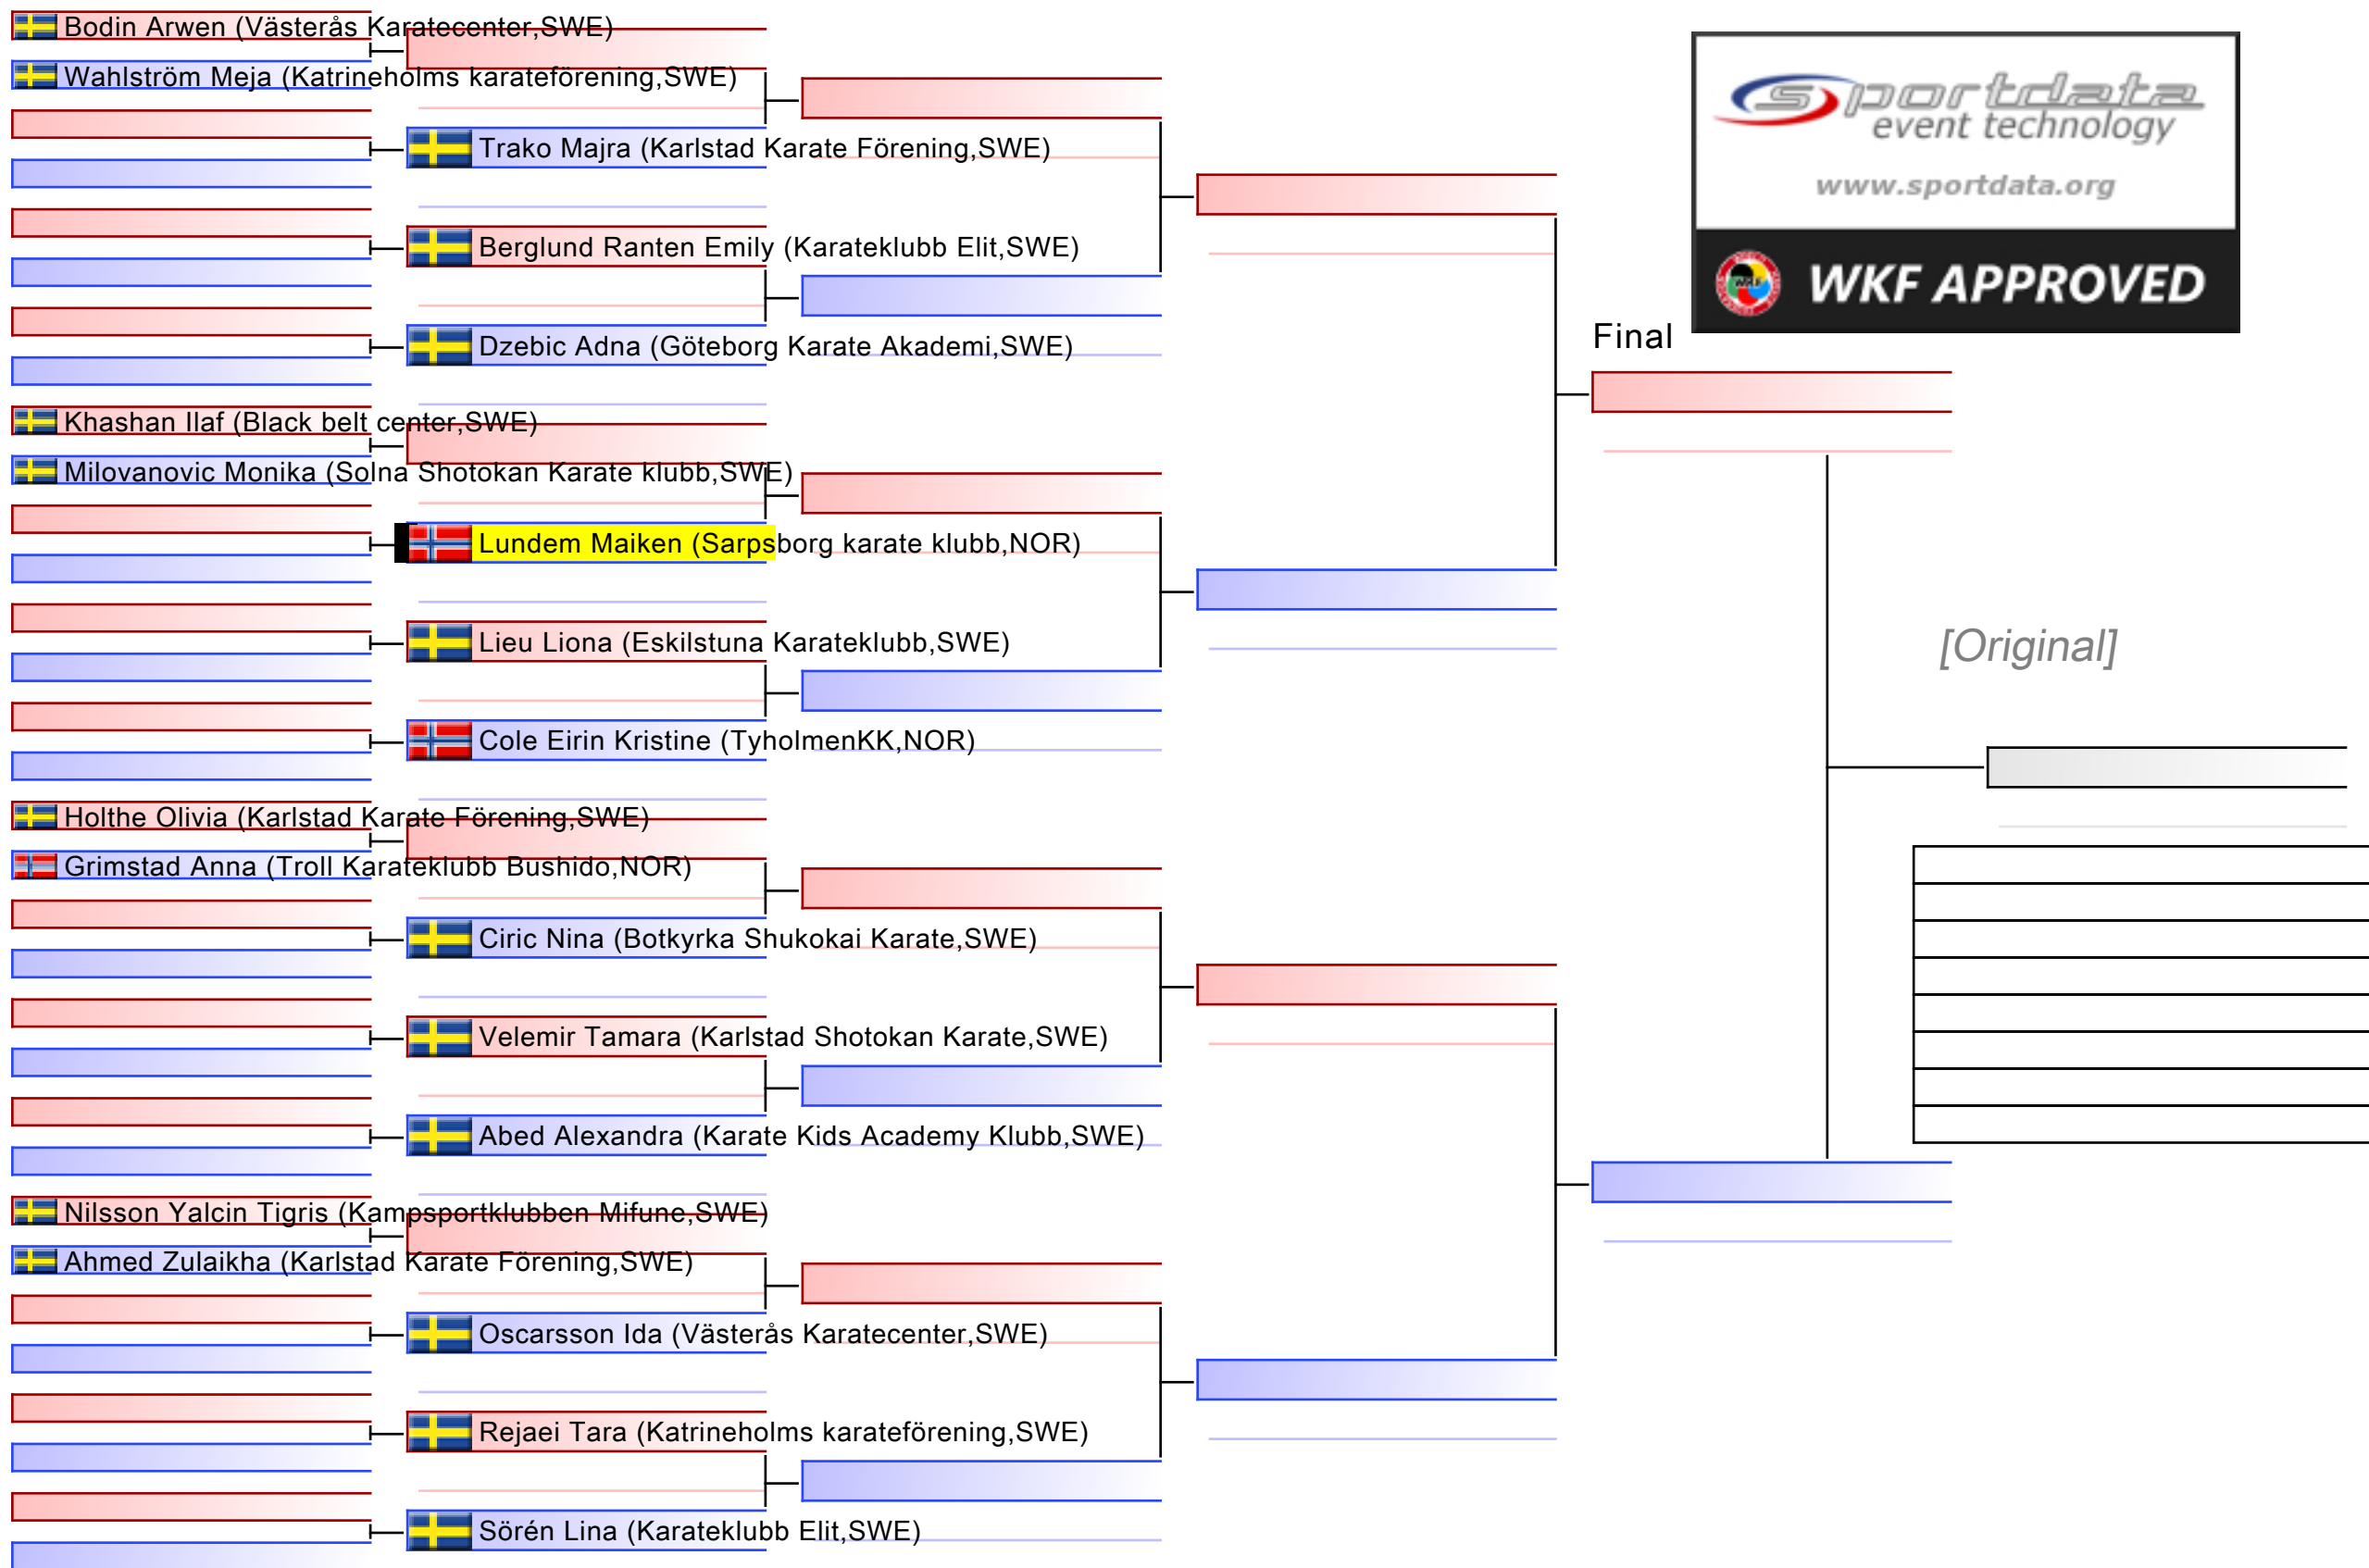 Bodin Arwen (Västerås Karatecenter,SWE)
Wahlström Meja (Katrineholms karateförening,SWE)
Trako Majra (Karlstad Karate Förening,SWE)
Berglund Ranten Emily (Karateklubb Elit,SWE)
Dzebic Adna (Göteborg Karate Akademi,SWE)
Khashan Ilaf (Black belt center,SWE)
Milovanovic Monika (Solna Shotokan Karate klubb,SWE)
Lundem Maiken (Sarpsborg karate klubb,NOR)
Lieu Liona (Eskilstuna Karateklubb,SWE)
Cole Eirin Kristine (TyholmenKK,NOR)
Holthe Olivia (Karlstad Karate Förening,SWE)
Grimstad Anna (Troll Karateklubb Bushido,NOR)
Ciric Nina (Botkyrka Shukokai Karate,SWE)
Velemir Tamara (Karlstad Shotokan Karate,SWE)
Abed Alexandra (Karate Kids Academy Klubb,SWE)
Nilsson Yalcin Tigris (Kampsportklubben Mifune,SWE)
Ahmed Zulaikha (Karlstad Karate Förening,SWE)
Oscarsson Ida (Västerås Karatecenter,SWE)
Rejaei Tara (Katrineholms karateförening,SWE)
Sörén Lina (Karateklubb Elit,SWE)
sportdata
event technology
www.sportdata.org
WKF
WKF APPROVED
Final
[Original]